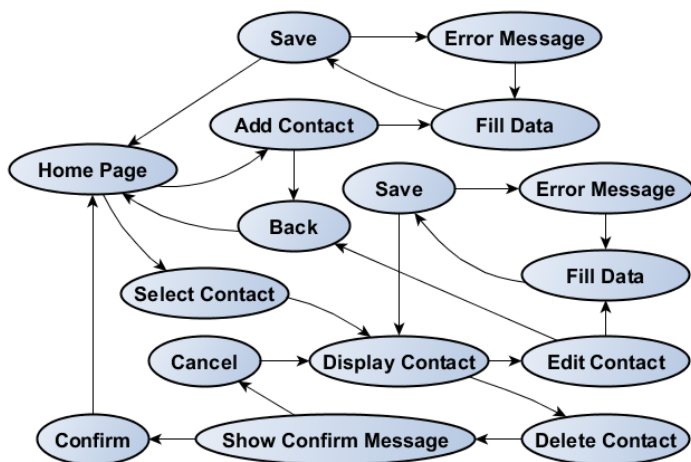 Save
Error Message
Add Contact
Fill Data
Home Page
Save
Error Message
Back
Fill Data
Select Contact
Cancel
Display Contact
Edit Contact
Confirm
Show Confirm Message
Delete Contact